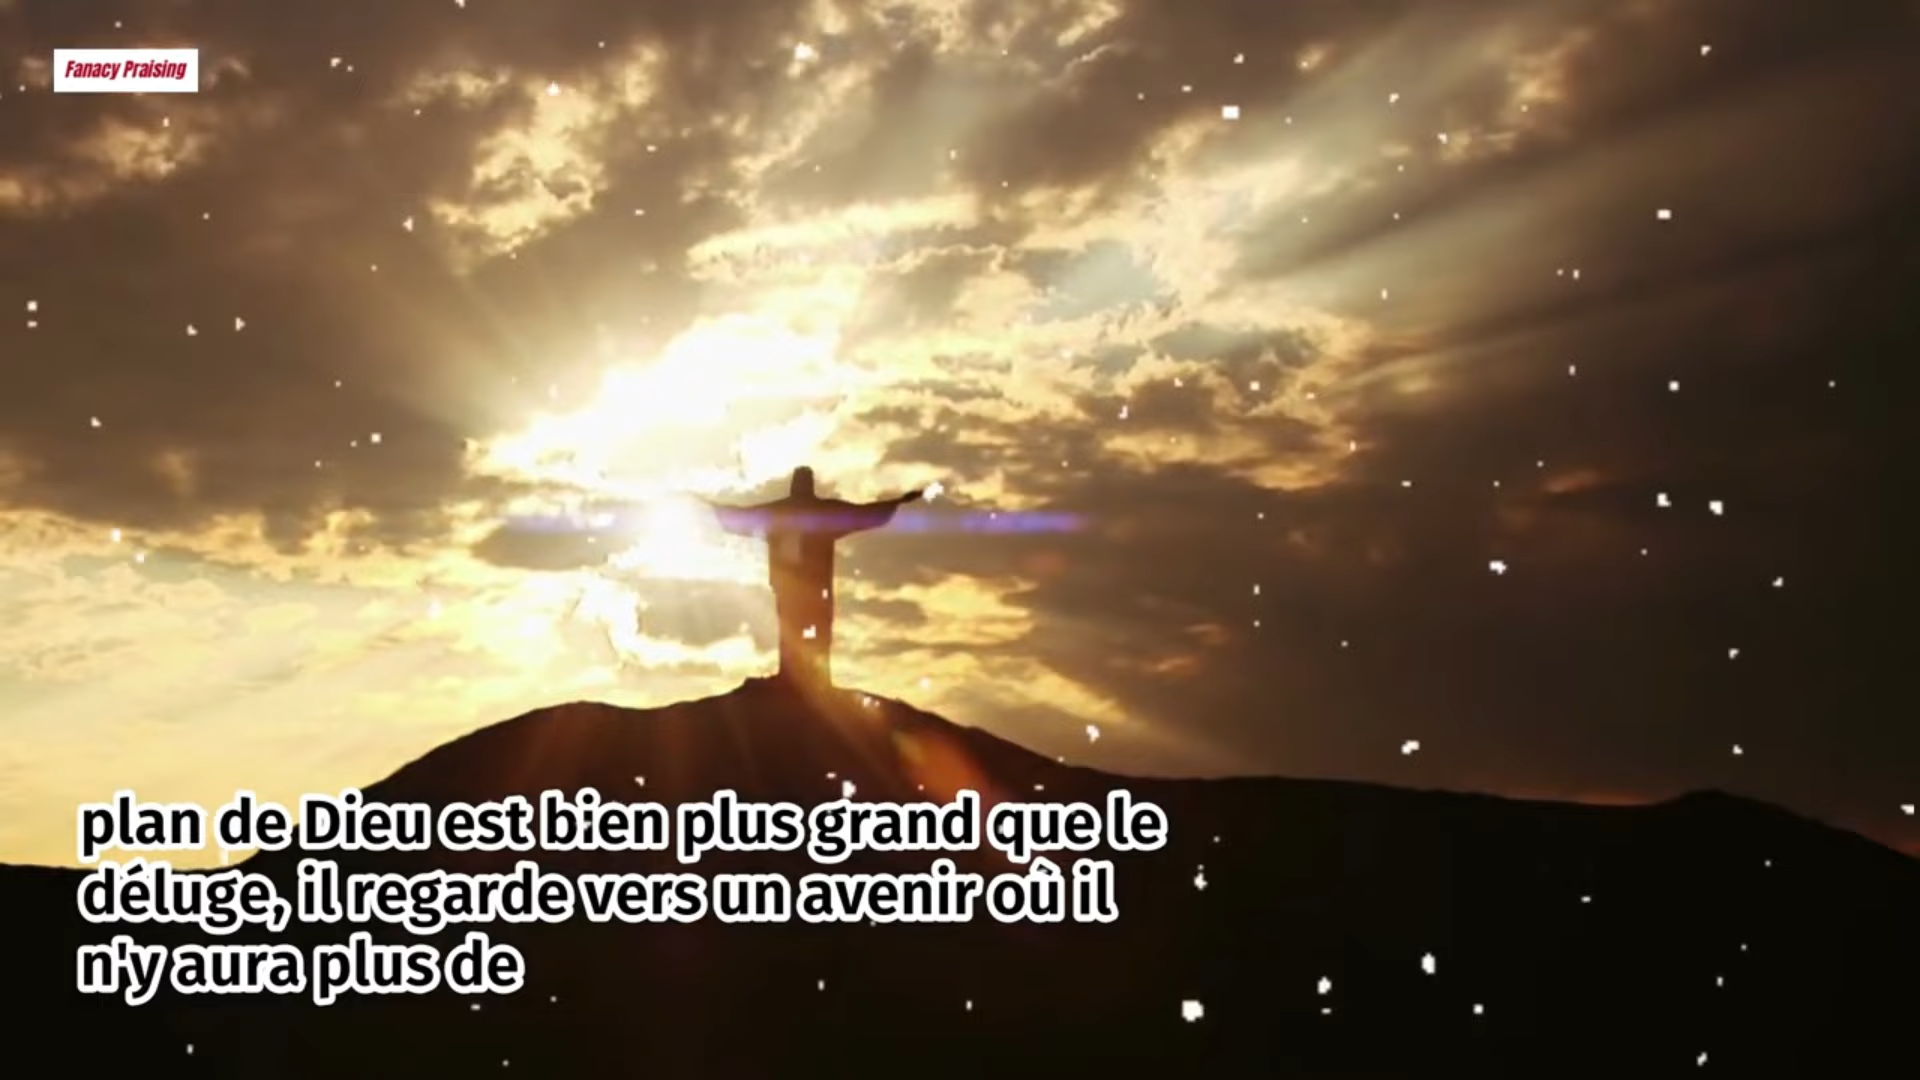 Fanacy Praising
plan de Dieu est bien plus grand que le
déluge, il regarde vers un avenir où il
n'y aura plus de